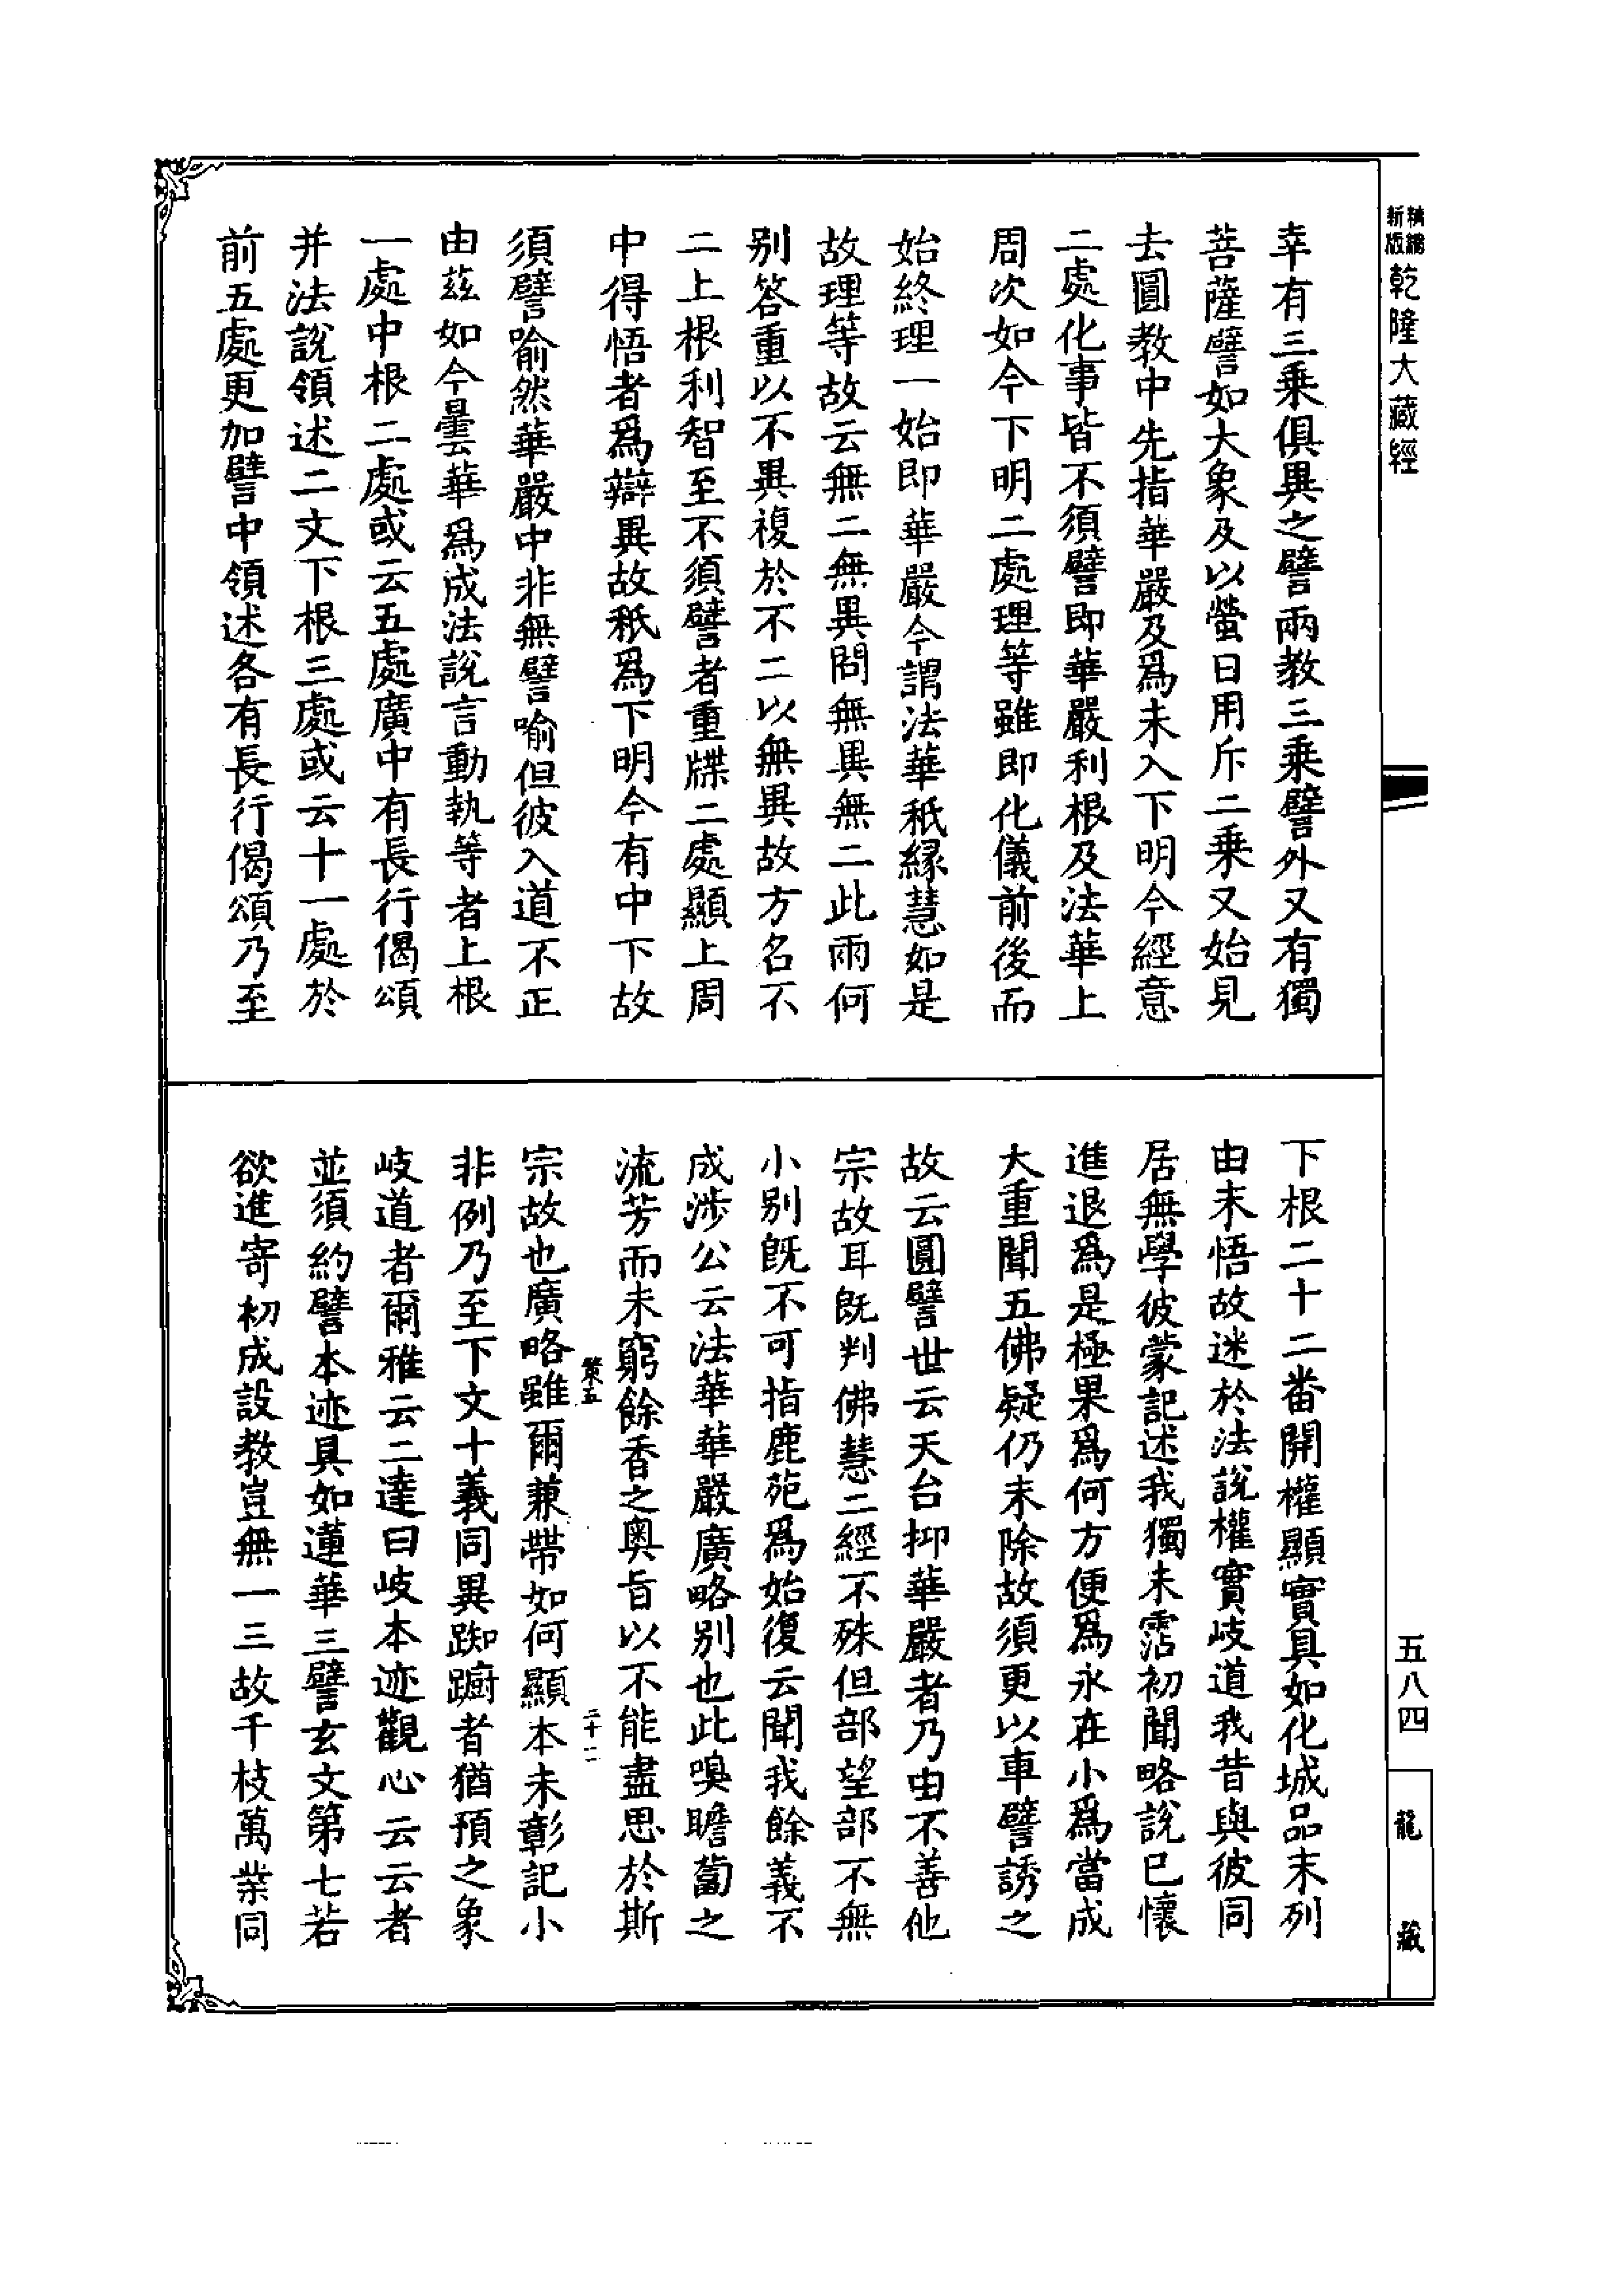 新編
精版
乾隆大藏經
幸有三乘俱異之譬兩教三乘譬外又有獨
菩薩譬如大象及以螢日用斥二乘又始見
去圓教中先指華嚴及爲未入下明今經意
二處化事皆不須譬即華嚴利根及法華上
周次如今下明二處理等雖即化儀前後而
始終理一始即華嚴今謂法華秖緣慧如是
故理等故云無二無異問無異無二此兩何
別答重以不異複於不二以無異故方名不
二上根利智至不須譬者重牒二處顯上周
中得悟者爲辯異故秖爲下明今有中下故
須譬喻然華嚴中非無譬喻但彼入道不正
由茲如今曇華爲成法說言動執等者上根
一處中根二處或云五處廣中有長行偈頌
并法說領述二文下根三處或云十一處於
前五處更加譬中領述各有長行偈頌乃至
下根二十二番開權顯實具如化城品末列
由未悟故迷於法說權實岐道我昔與彼同
居無學彼蒙記述我獨未霑初聞略說已懷
進退爲是極果爲何方便爲永在小爲當成
大重聞五佛疑仍未除故須更以車譬誘之
故云圓譬世云天台抑華嚴者乃由不善他
宗故耳既判佛慧二經不殊但部望部不無
小別既不可指鹿苑爲始復云聞我餘義不
成涉公云法華華嚴廣略別也此嗅瞻蔔之
流芳而未窮餘香之奧旨以不能盡思於斯
策五
二十二
宗故也廣略雖爾兼帶如何顯本未彰記小
非例乃至下文十義同異踟躕者猶預之象
岐道者爾雅云二達曰岐本迹觀心云云者
並須約譬本迹具如蓮華三譬玄文第七若
欲進寄初成設教豈無一三故千枝萬葉同
五八四
龍藏